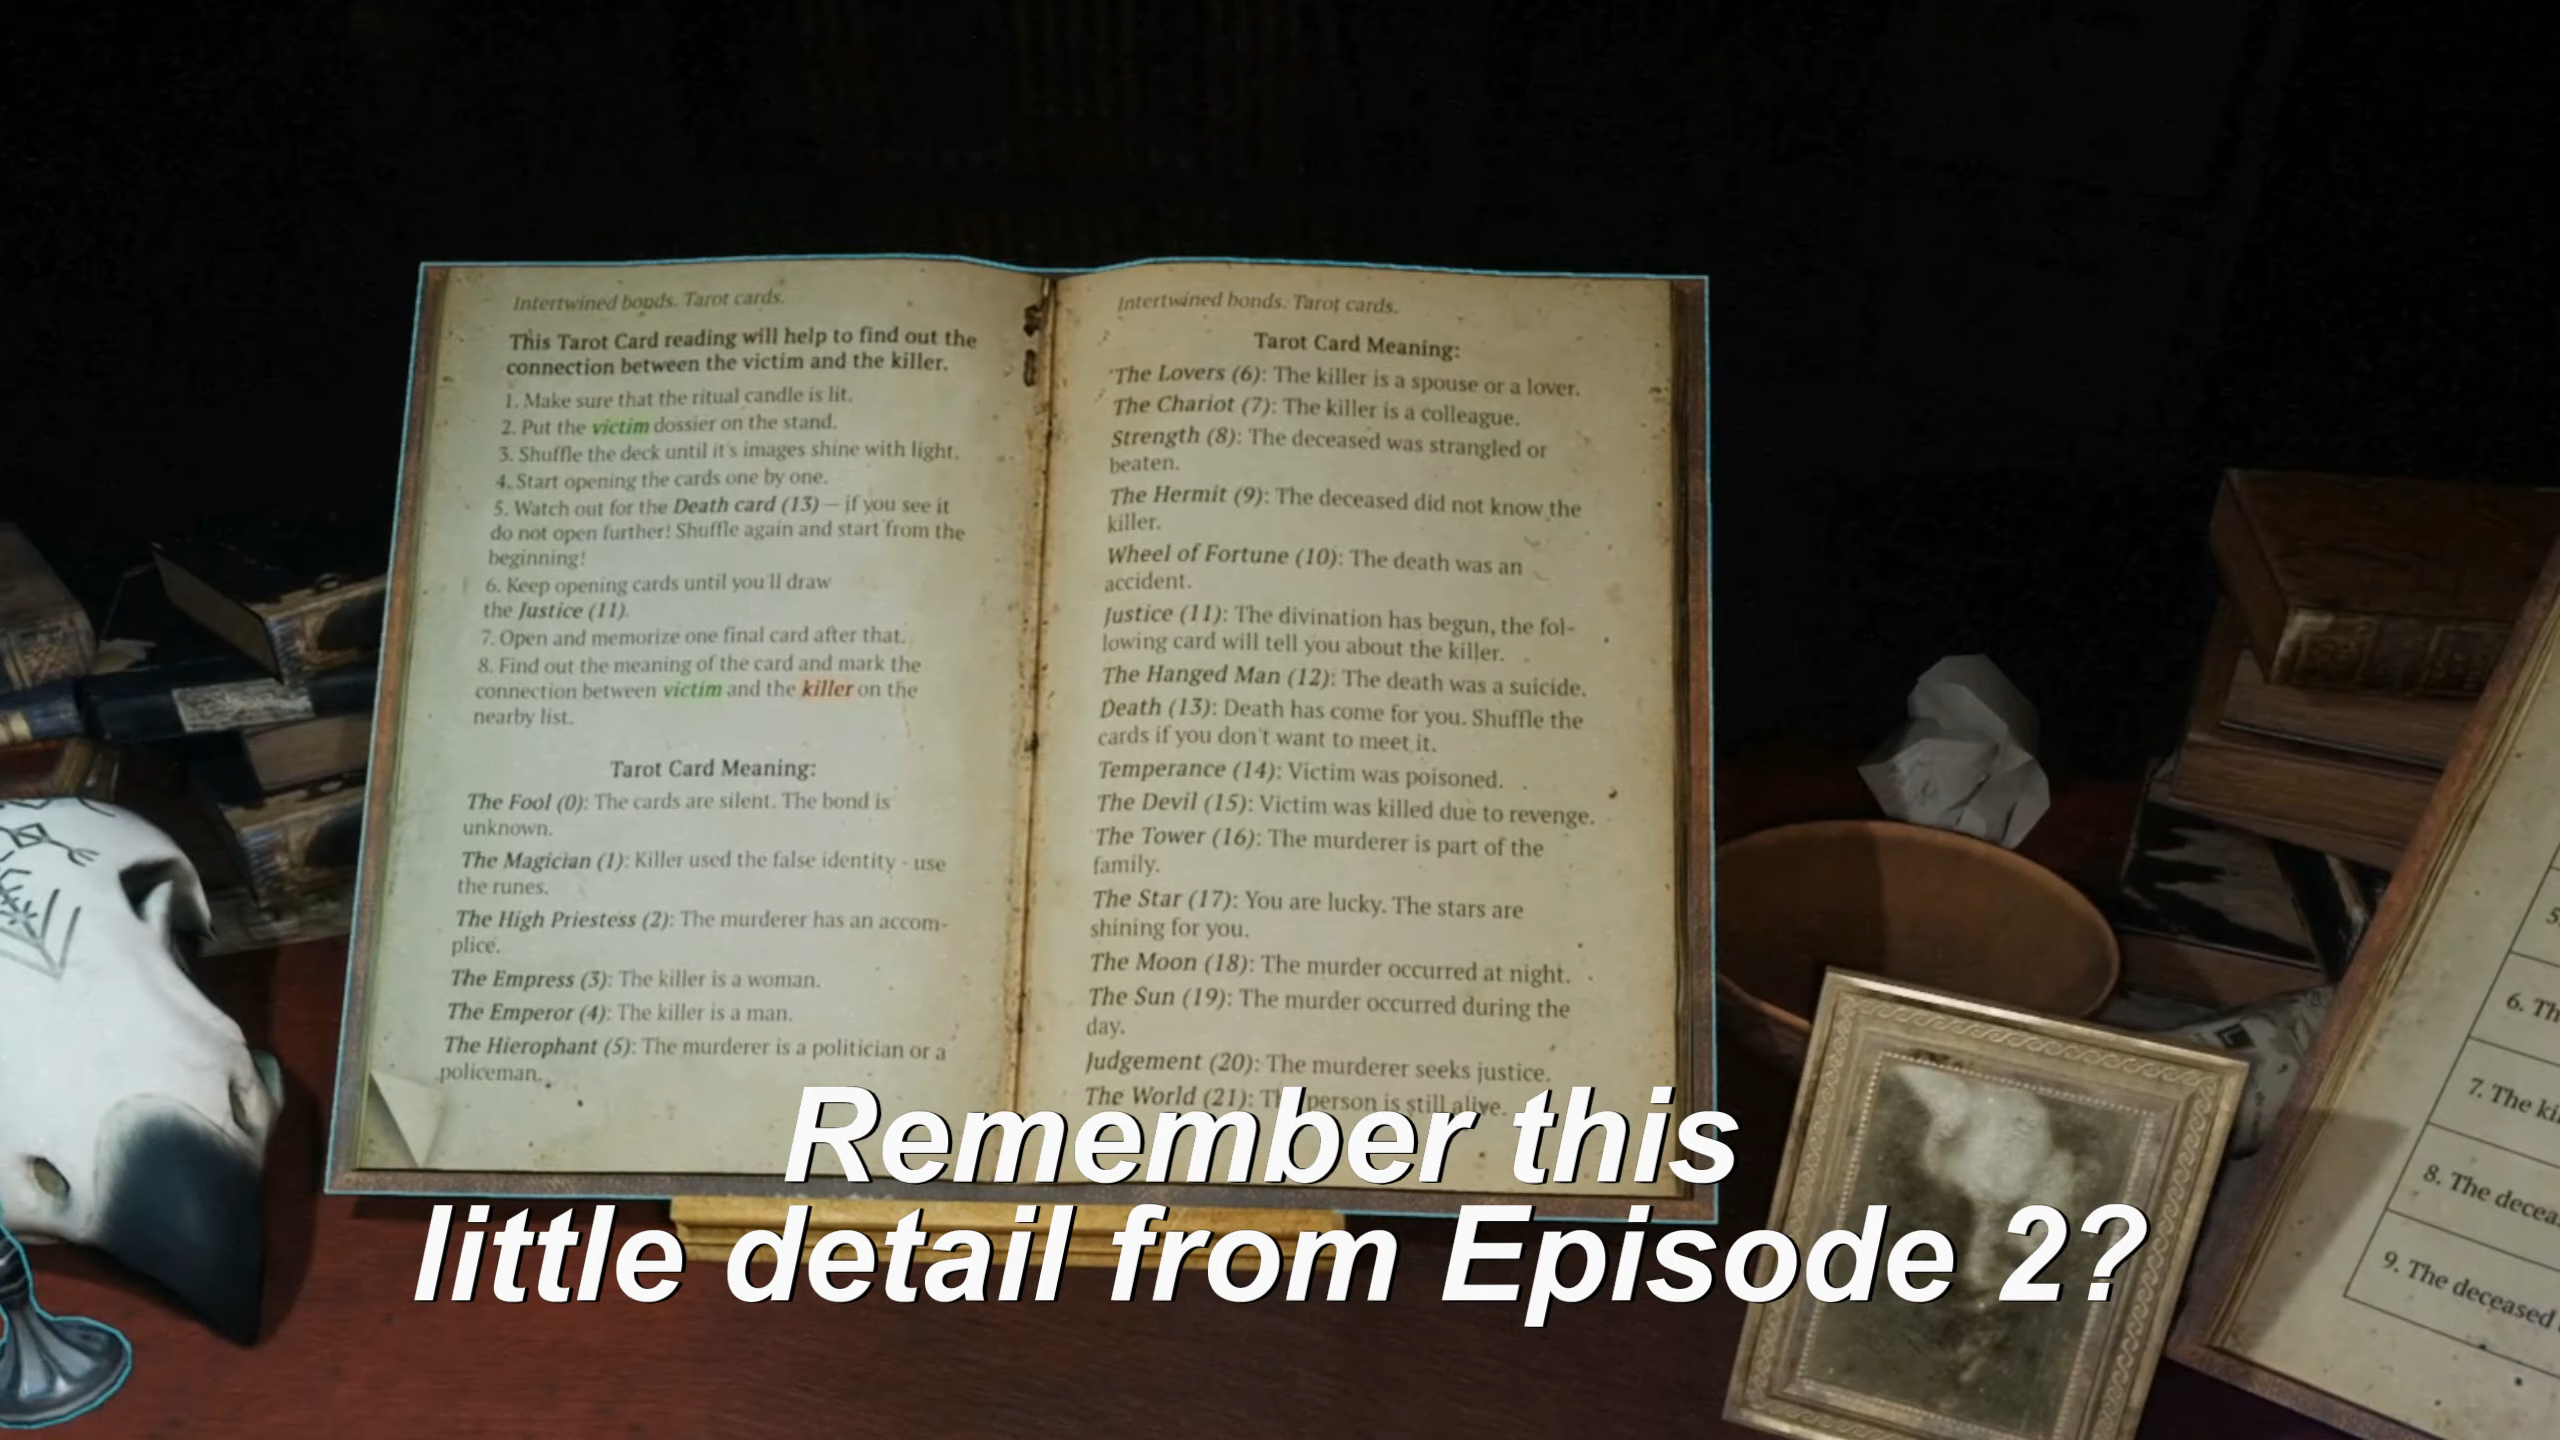 Intertwined bonds. Tarot cards.
This Tarot Card reading will help to find out the
connection between the victim and the killer.
1. Make sure that the ritual candle is lit.
2. Put the victim dossier on the stand.
3. Shuffle the deck until it's images shine with light.
4. Start opening the cards one by one.
5. Watch out for the Death card (13) – if you see it
do not open further! Shuffle again and start from the
beginning!
6. Keep opening cards until you'll draw
the Justice (11).
7. Open and memorize one final card after that.
8. Find out the meaning of the card and mark the
connection between victim and the killer on the
nearby list.
Tarot Card Meaning:
The Fool (0): The cards are silent. The bond is
unknown.
The Magician (1): Killer used the false identity - use
the runes.
The High Priestess (2): The murderer has an accom-
plice.
The Empress (3): The killer is a woman.
The Emperor (4): The killer is a man.
The Hierophant (5): The murderer is a politician or a
policeman.
Intertwined bonds. Tarot cards.
Tarot Card Meaning:
The Lovers (6): The killer is a spouse or a lover.
The Chariot (7): The killer is a colleague.
Strength (8): The deceased was strangled or
beaten.
The Hermit (9): The deceased did not know the
killer.
Wheel of Fortune (10): The death was an
accident.
Justice (11): The divination has begun, the fol-
lowing card will tell you about the killer.
The Hanged Man (12): The death was a suicide.
Death (13): Death has come for you. Shuffle the
cards if you don't want to meet it.
Temperance (14): Victim was poisoned.
The Devil (15): Victim was killed due to revenge.
The Tower (16): The murderer is part of the
family.
The Star (17): You are lucky. The stars are
shining for you.
The Moon (18): The murder occurred at night.
The Sun (19): The murder occurred during the
day.
Judgement (20): The murderer seeks justice.
The World (21): person is still alive.
5.
6. Th
7. The ki
8. The decea
9. The deceased
Remember this
little detail from Episode 2?